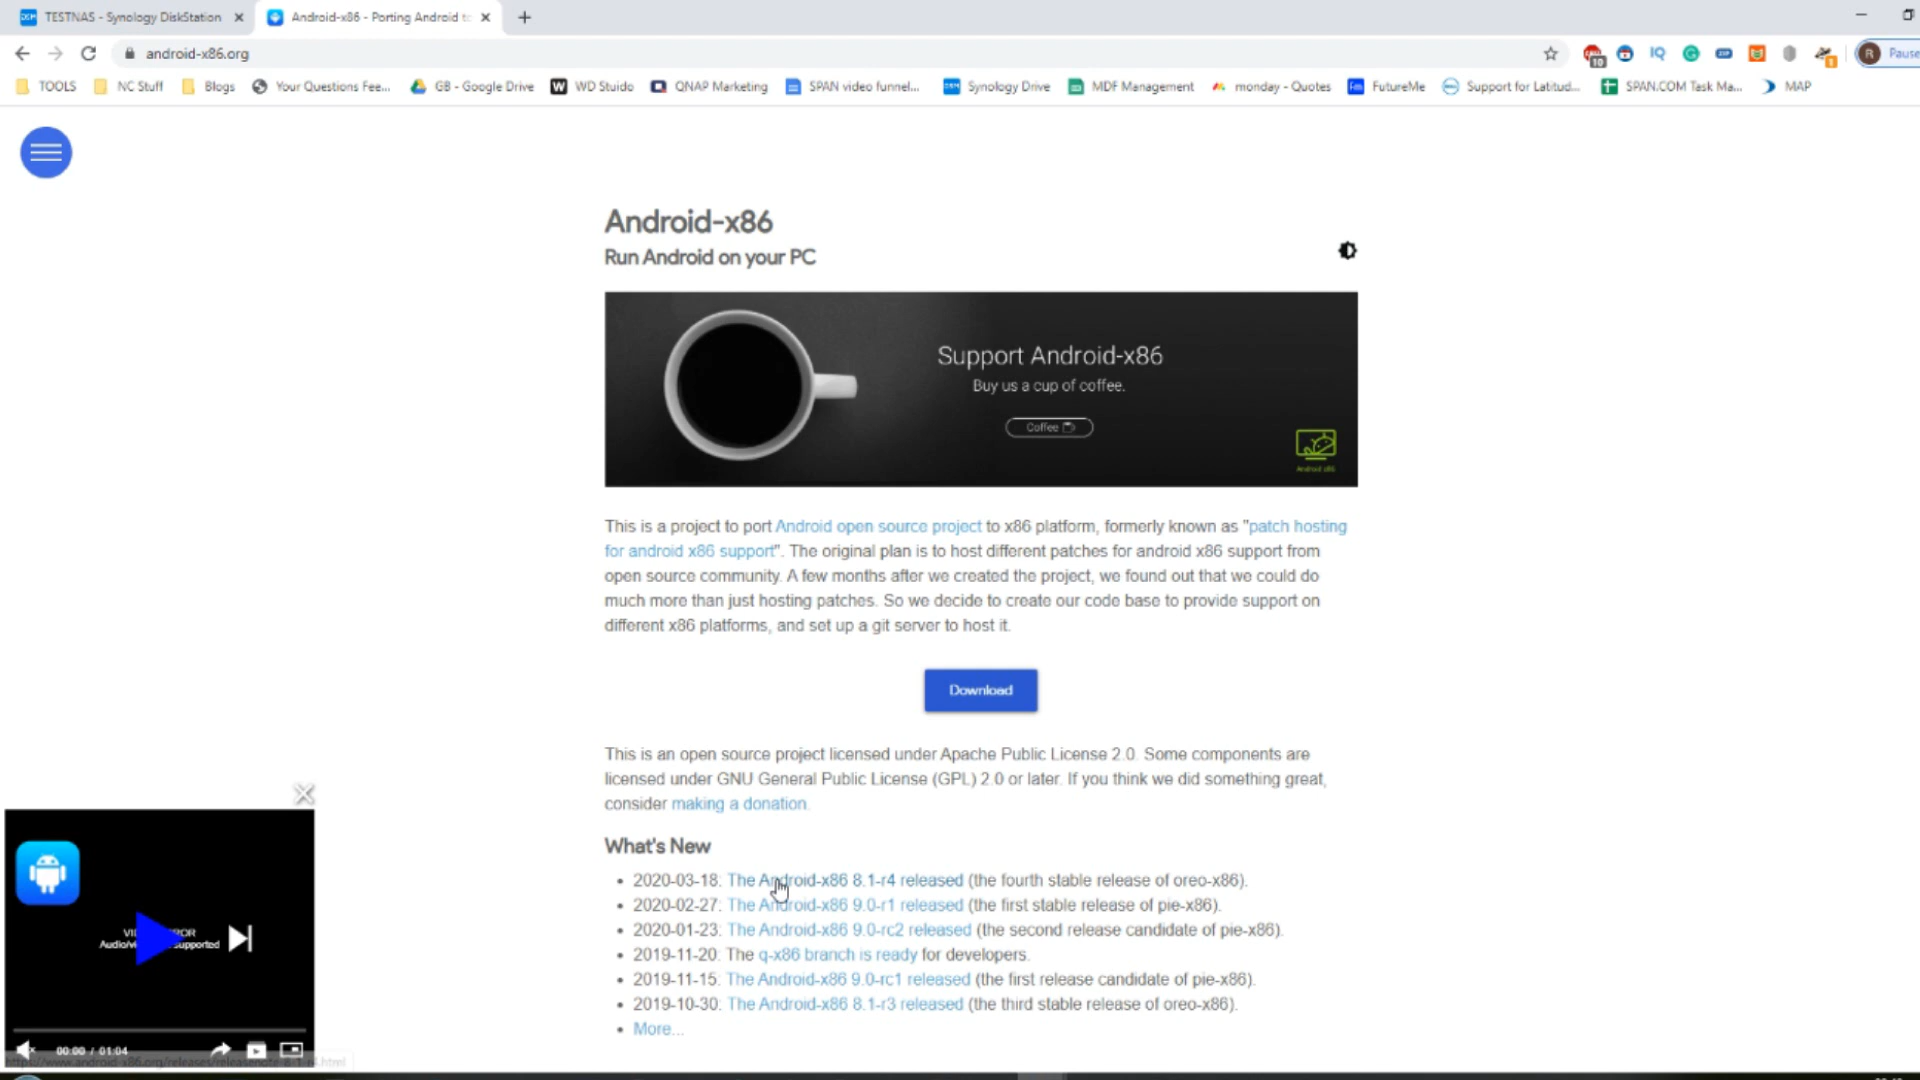 TESTNAS - Synology DiskStation
Android-x86 - Porting Android to
android-x86.org
10
1
R
Pause
TOOLS
NC Stuff
Blogs
Your Questions Fee...
GB - Google Drive
WD Stuido
QNAP Marketing
SPAN video funnel...
Synology Drive
MDF Management
monday - Quotes
FutureMe
Support for Latitud...
SPAN.COM Task Ma...
MAP
Android-x86
Run Android on your PC
Support Android-x86
Buy us a cup of coffee.
Coffee
Android x86
This is a project to port Android open source project to x86 platform, formerly known as "patch hosting
for android x86 support". The original plan is to host different patches for android x86 support from
open source community. A few months after we created the project, we found out that we could do
much more than just hosting patches. So we decide to create our code base to provide support on
different x86 platforms, and set up a git server to host it.
Download
This is an open source project licensed under Apache Public License 2.0. Some components are
licensed under GNU General Public License (GPL) 2.0 or later. If you think we did something great,
consider making a donation.
What's New
2020-03-18: The Android-x86 8.1-r4 released (the fourth stable release of oreo-x86).
2020-02-27: The Android-x86 9.0-r1 released (the first stable release of pie-x86).
2020-01-23: The Android-x86 9.0-rc2 released (the second release candidate of pie-x86).
2019-11-20: The q-x86 branch is ready for developers.
2019-11-15: The Android-x86 9.0-rc1 released (the first release candidate of pie-x86).
2019-10-30: The Android-x86 8.1-r3 released (the third stable release of oreo-x86).
More...
00:00 / 01:04